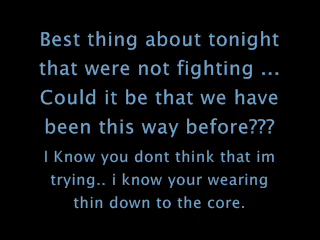 Best thing about tonight
that were not fighting ...
Could it be that we have
been this way before???
I Know you dont think that im
trying.. i know your wearing
thin down to the core.